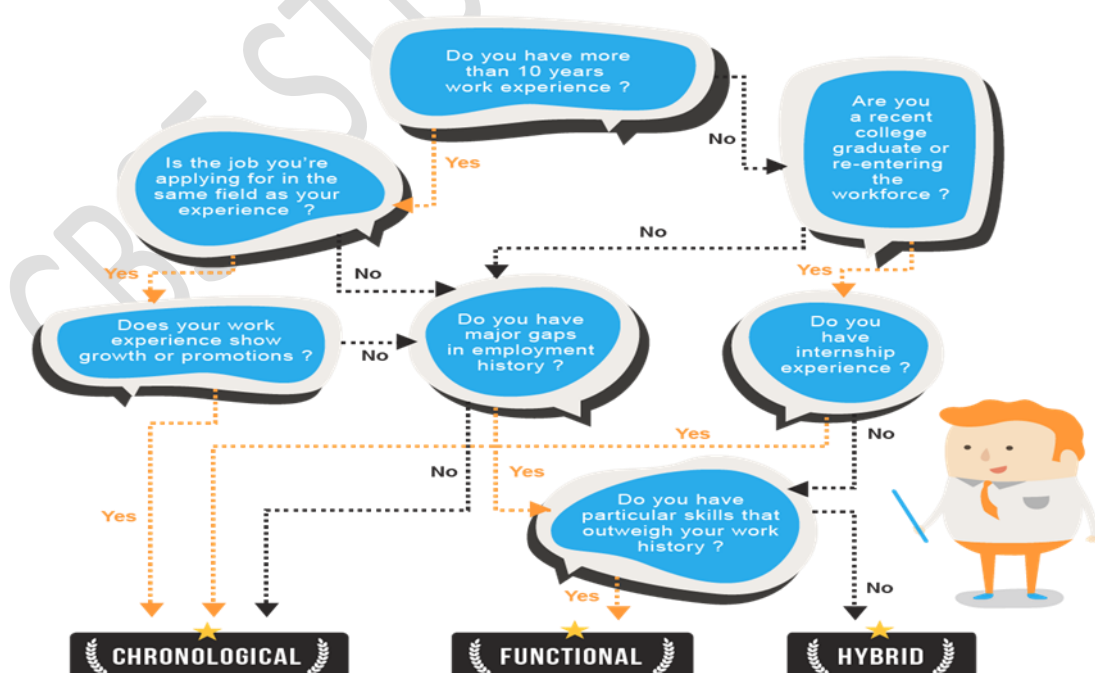 Do you have more
than 10 years
work experience ?
Are you
a recent
college
graduate or
re-entering
the
workforce ?
No
Yes
Is the job you're
applying for in the
same field as your
experience ?
No
Yes
No
Yes
Does your work
experience show
growth or promotions ?
No
Do you have
major gaps
in employment
history ?
Do you
have
internship
experience ?
Yes
No
No
Yes
Yes
Do you have
particular skills that
outweigh your work
history ?
Yes
No
CHRONOLOGICAL
FUNCTIONAL
HYBRID